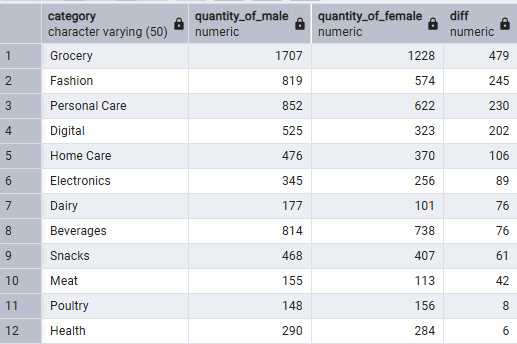 category quantity_of_male quantity_of_female diff
character varying (50) numeric numeric numeric
1 Grocery 1707 1228 479
2 Fashion 819 574 245
3 Personal Care 852 622 230
4 Digital 525 323 202
5 Home Care 476 370 106
6 Electronics 345 256 89
7 Dairy 177 101 76
8 Beverages 814 738 76
9 Snacks 468 407 61
10 Meat 155 113 42
11 Poultry 148 156 8
12 Health 290 284 6